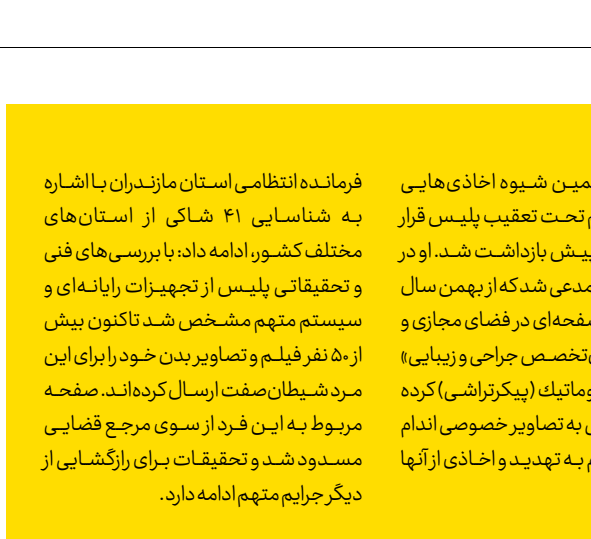 ـمین شیوه اخاذی‌هایی
تحت تعقیب پلیس قرار
بازداشت شد. او در
مدعی شد که از بهمن سال
صفحه‌ای در فضای مجازی و
تخصص جراحی و زیبایی»
(پیکرتراشی) کرده
به تصاویر خصوصی اندام
به تهدید و اخاذی از آنها
فرمانده انتظامی استان مازندران با اشاره
به شناسایی ۴۱ شاکی از استان‌های
مختلف کشور، ادامه داد: با بررسی‌های فنی
و تحقیقاتی پلیس از تجهیزات رایانه‌ای و
سیستم متهم مشخص شد تاکنون بیش
از ۵۰ نفر فیلم و تصاویر بدن خود را برای این
مرد شیطان‌صفت ارسال کرده‌اند. صفحه
مربوط به این فرد از سوی مرجع قضایی
مسدود شد و تحقیقات برای رازگشایی از
دیگر جرایم متهم ادامه دارد.